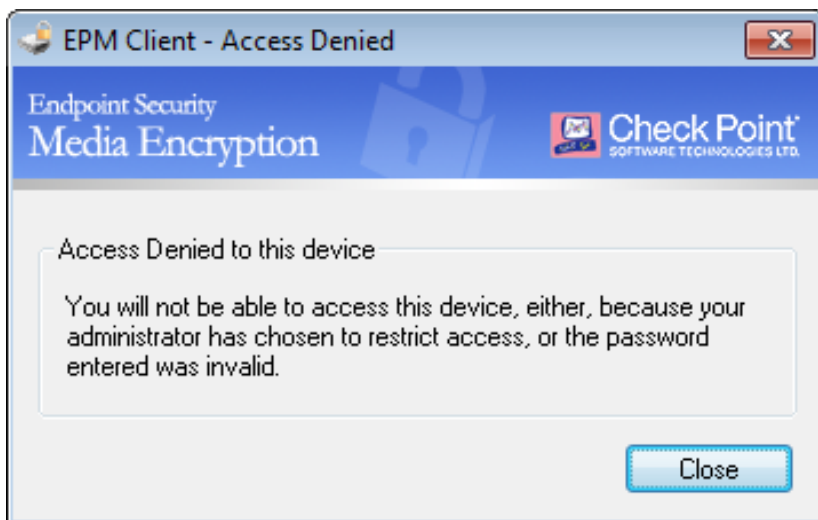 EPM Client - Access Denied
Endpoint Security
Media Encryption
Check Point
SOFTWARE TECHNOLOGIES LTD.
Access Denied to this device
You will not be able to access this device, either, because your
administrator has chosen to restrict access, or the password
entered was invalid.
Close